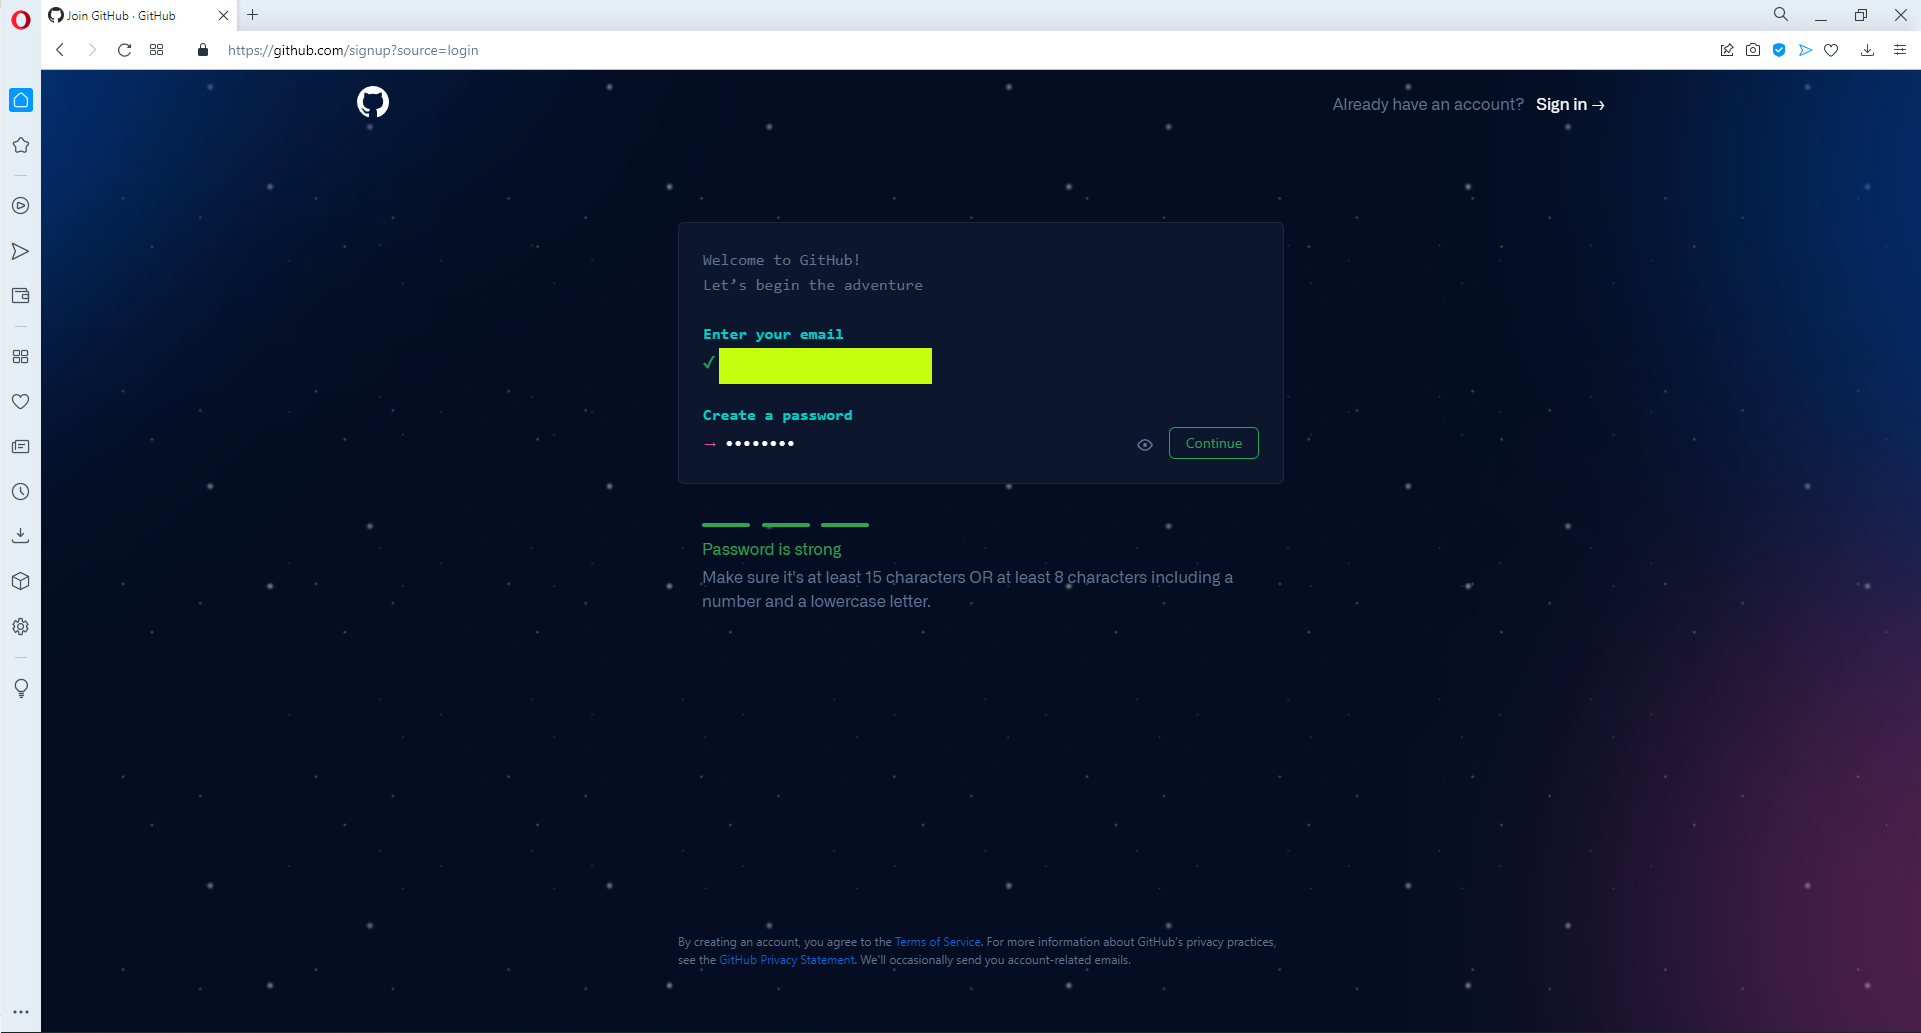 Join GitHub · GitHub
https://github.com/signup?source=login
Already have an account? Sign in →
Welcome to GitHub!
Let’s begin the adventure
Enter your email
✓
Create a password
→ ••••••••
Continue
Password is strong
Make sure it's at least 15 characters OR at least 8 characters including a
number and a lowercase letter.
By creating an account, you agree to the Terms of Service. For more information about GitHub's privacy practices,
see the GitHub Privacy Statement. We'll occasionally send you account-related emails.